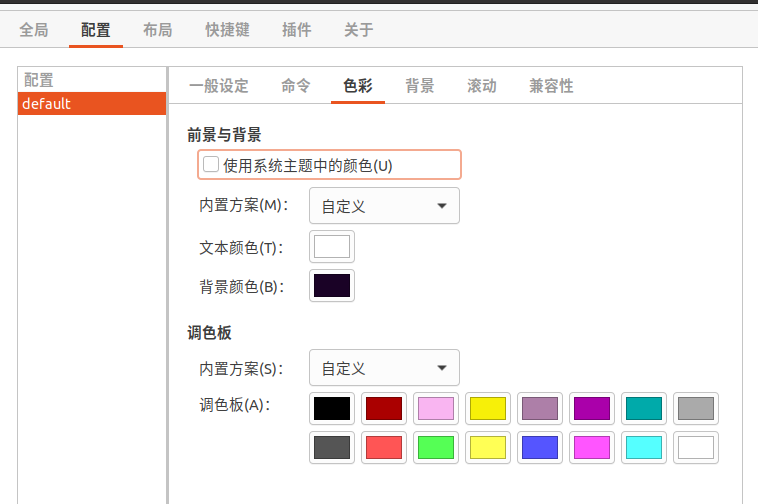 全局 配置 布局 快捷键 插件 关于
配置
default
一般设定 命令 色彩 背景 滚动 兼容性
前景与背景
使用系统主题中的颜色(U)
内置方案(M)： 自定义
文本颜色(T)：
背景颜色(B)：
调色板
内置方案(S)： 自定义
调色板(A)：